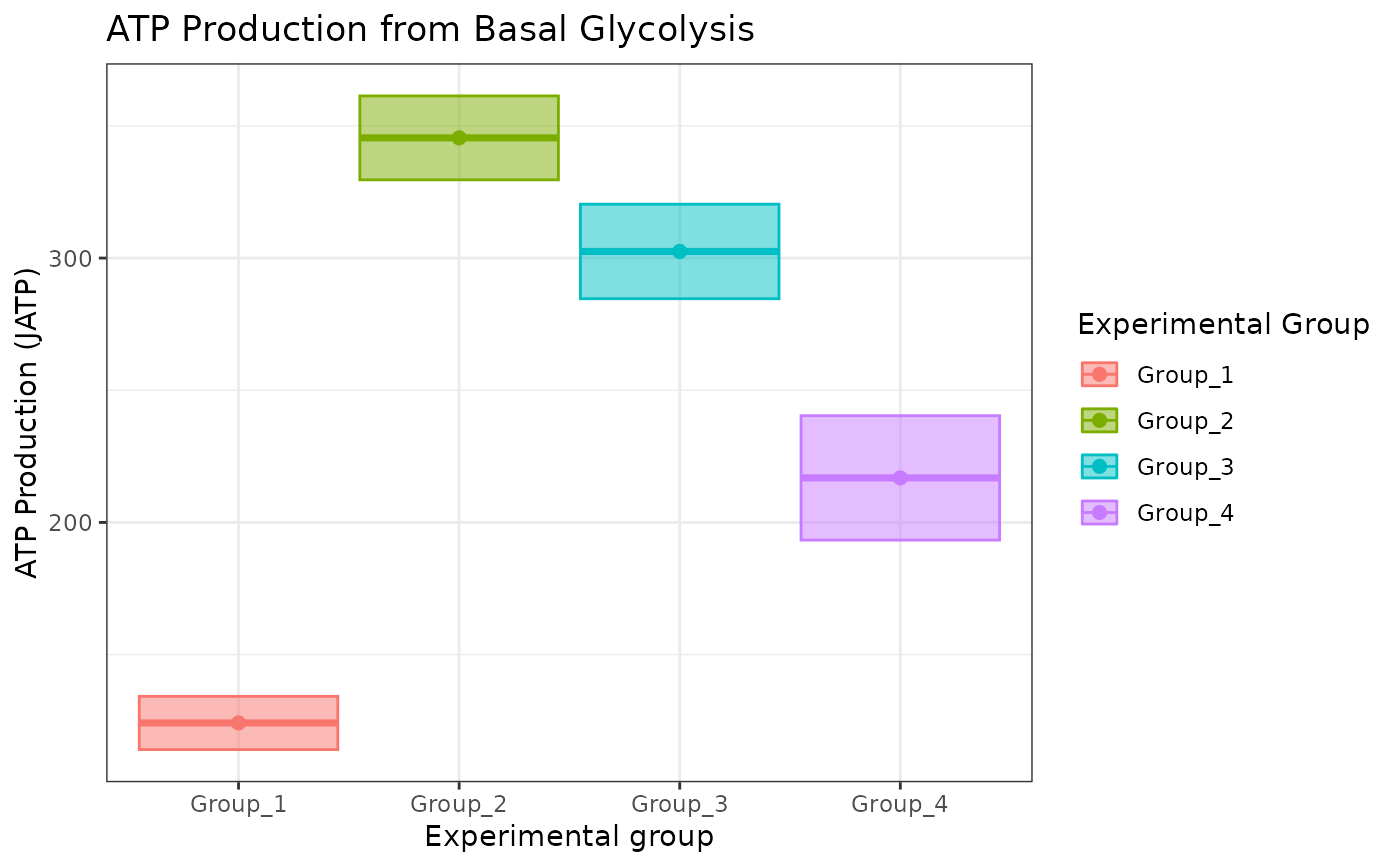 ATP Production from Basal Glycolysis
ATP Production (JATP)
300
200
Group_1
Group_2
Group_3
Group_4
Experimental group
Experimental Group
Group_1
Group_2
Group_3
Group_4